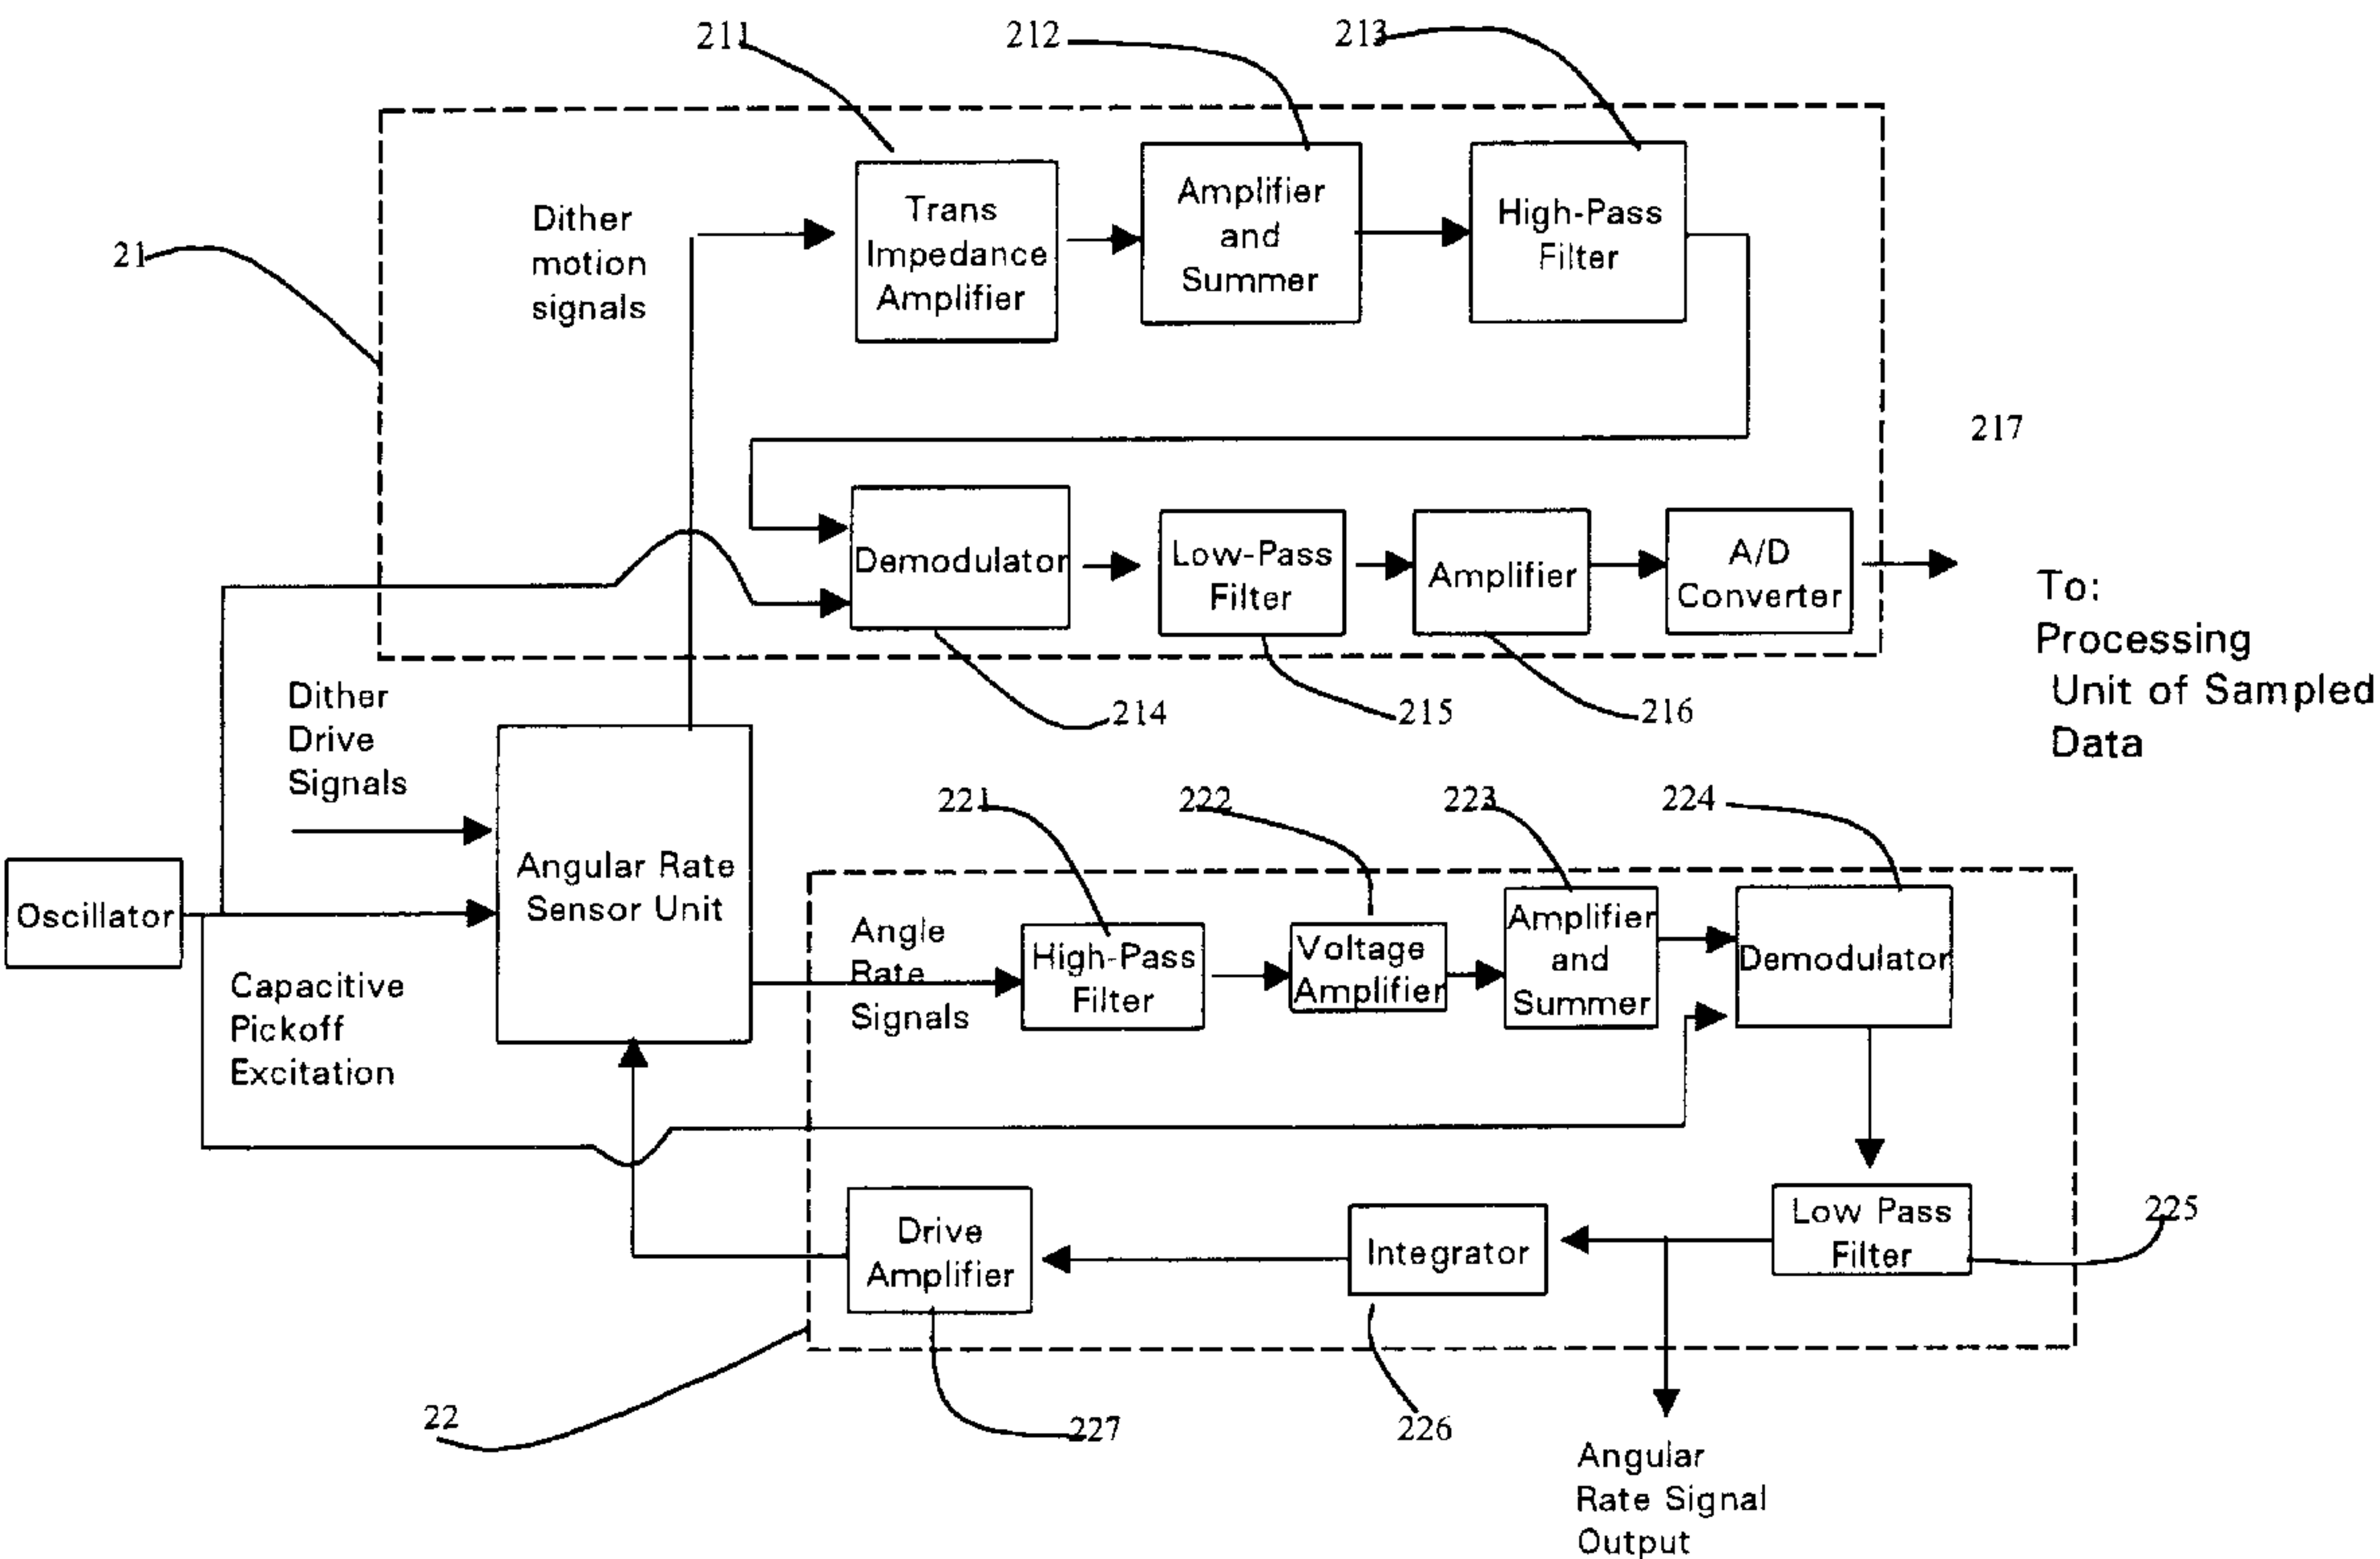 211
212
213
21
Dither
motion
signals
Trans
Impedance
Amplifier
Amplifier
and
Summer
High-Pass
Filter
217
Demodulator
Low-Pass
Filter
Amplifier
A/D
Converter
To:
Processing
Unit of Sampled
Data
214
215
216
Dither
Drive
Signals
221
222
223
224
Oscillator
Angular Rate
Sensor Unit
Capacitive
Pickoff
Excitation
Angle
Rate
Signals
High-Pass
Filter
Voltage
Amplifier
Amplifier
and
Summer
Demodulator
Drive
Amplifier
Integrator
Low Pass
Filter
225
22
227
226
Angular
Rate Signal
Output